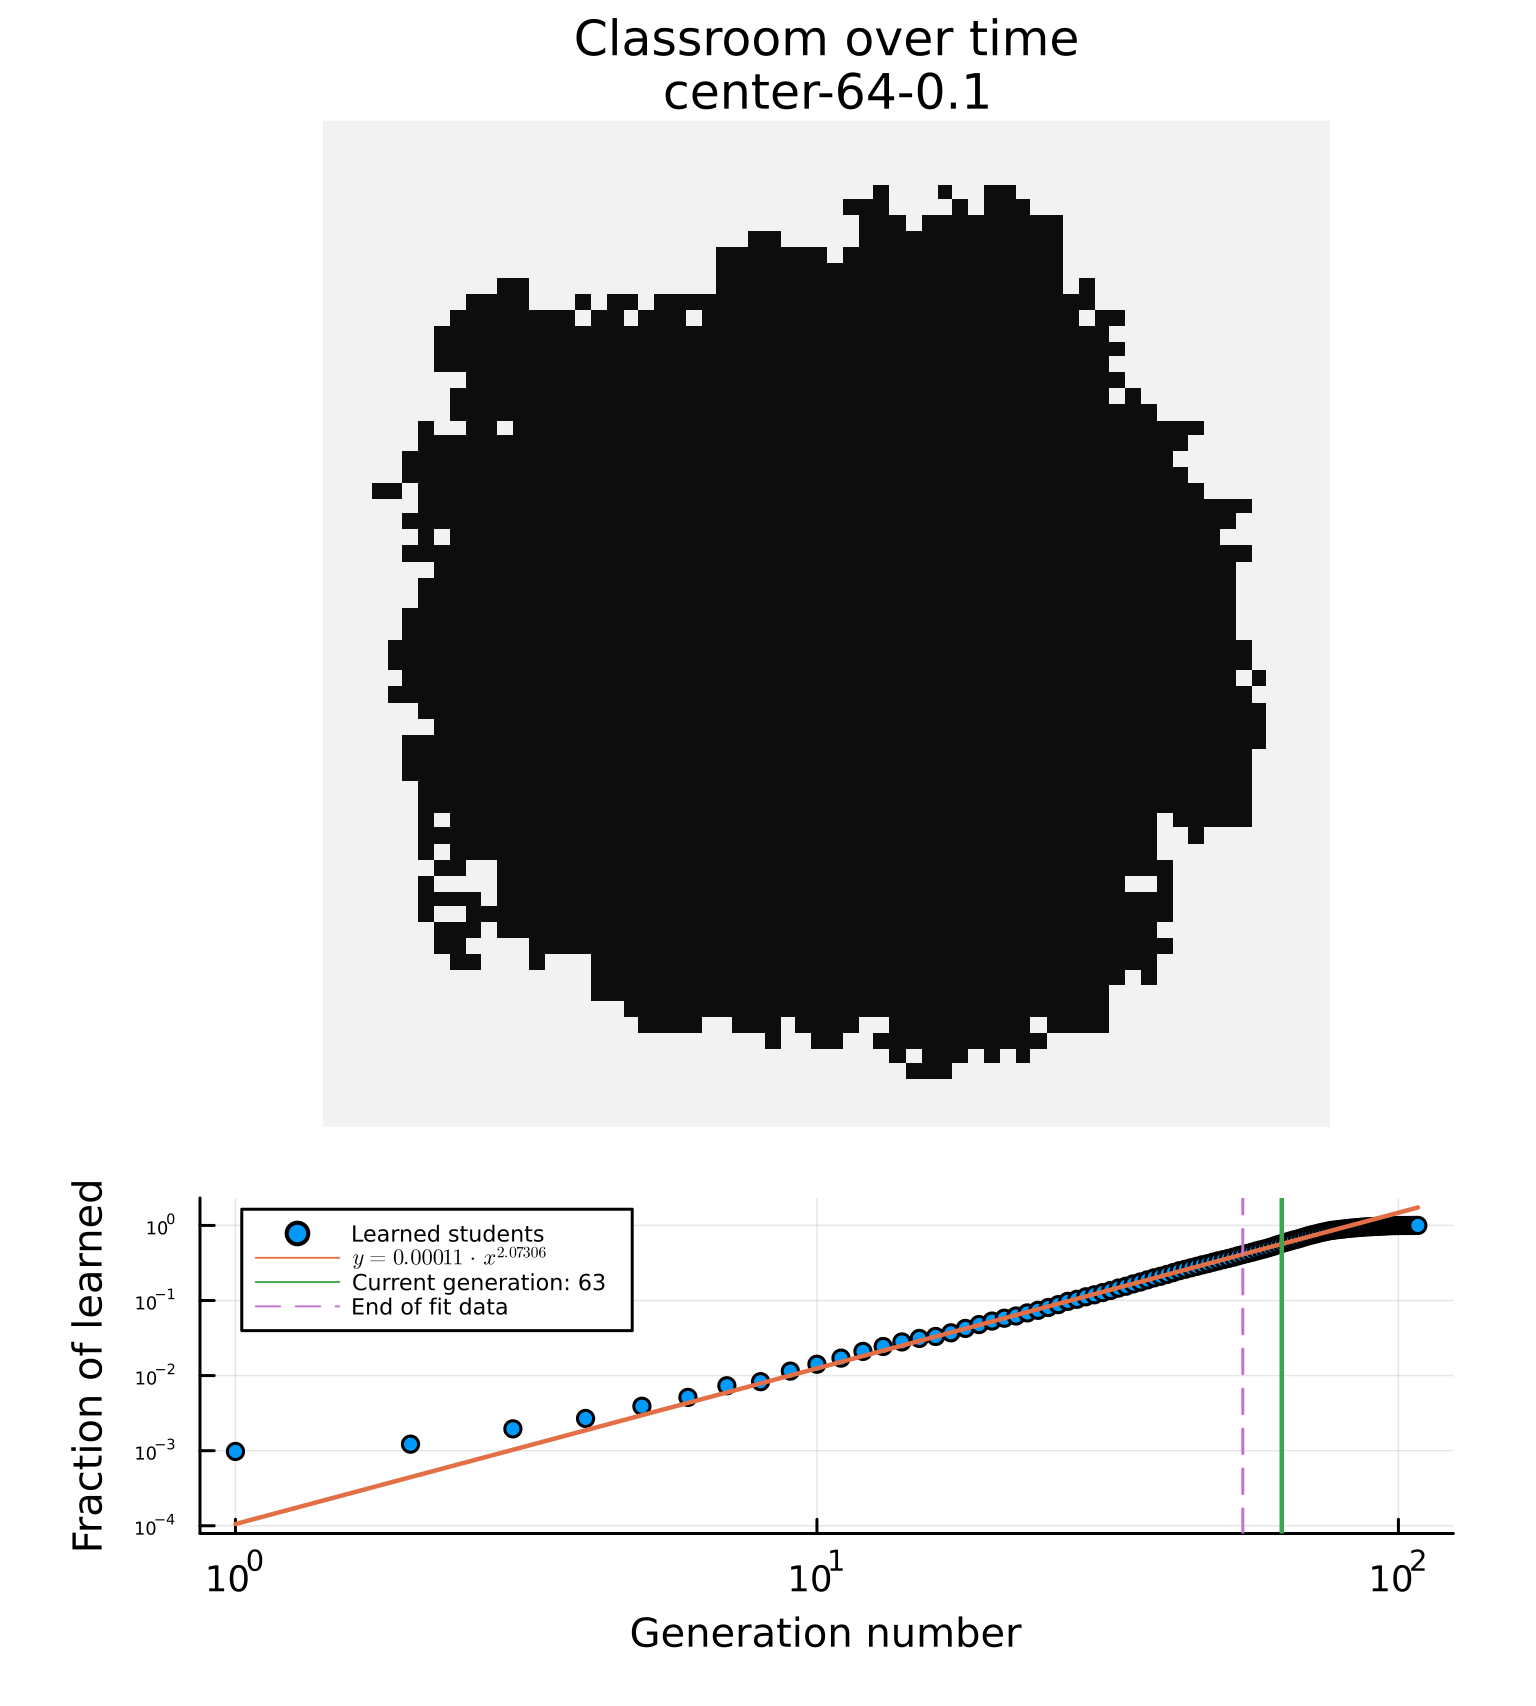 Classroom over time
center-64-0.1
Fraction of learned
10^0
10^-1
10^-2
10^-3
10^-4
Learned students
y = 0.00011 · x^2.07306
Current generation: 63
End of fit data
10^0 10^1 10^2
Generation number